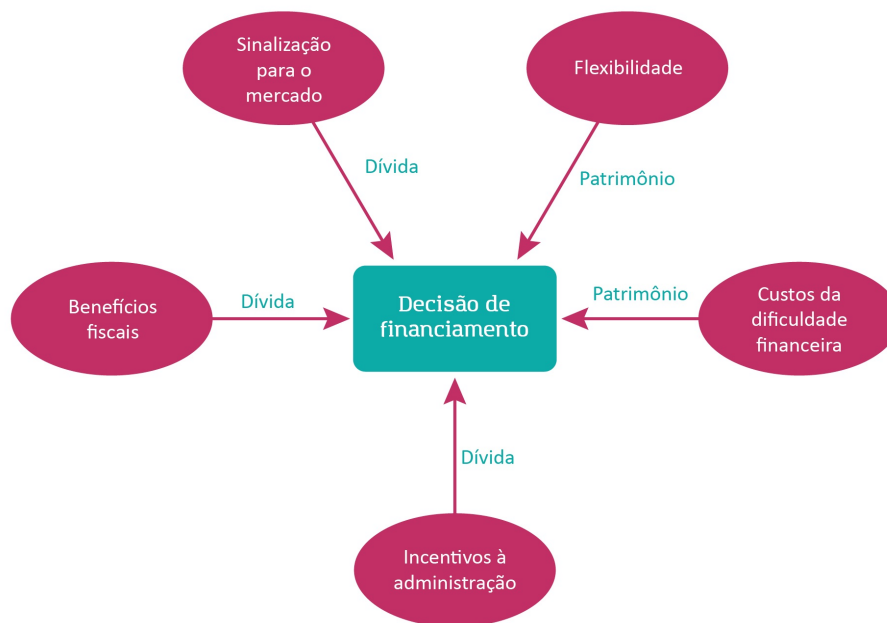 Sinalização
para o
mercado
Flexibilidade
Dívida
Patrimônio
Benefícios
fiscais
Dívida
Decisão de
financiamento
Patrimônio
Custos da
dificuldade
financeira
Dívida
Incentivos à
administração